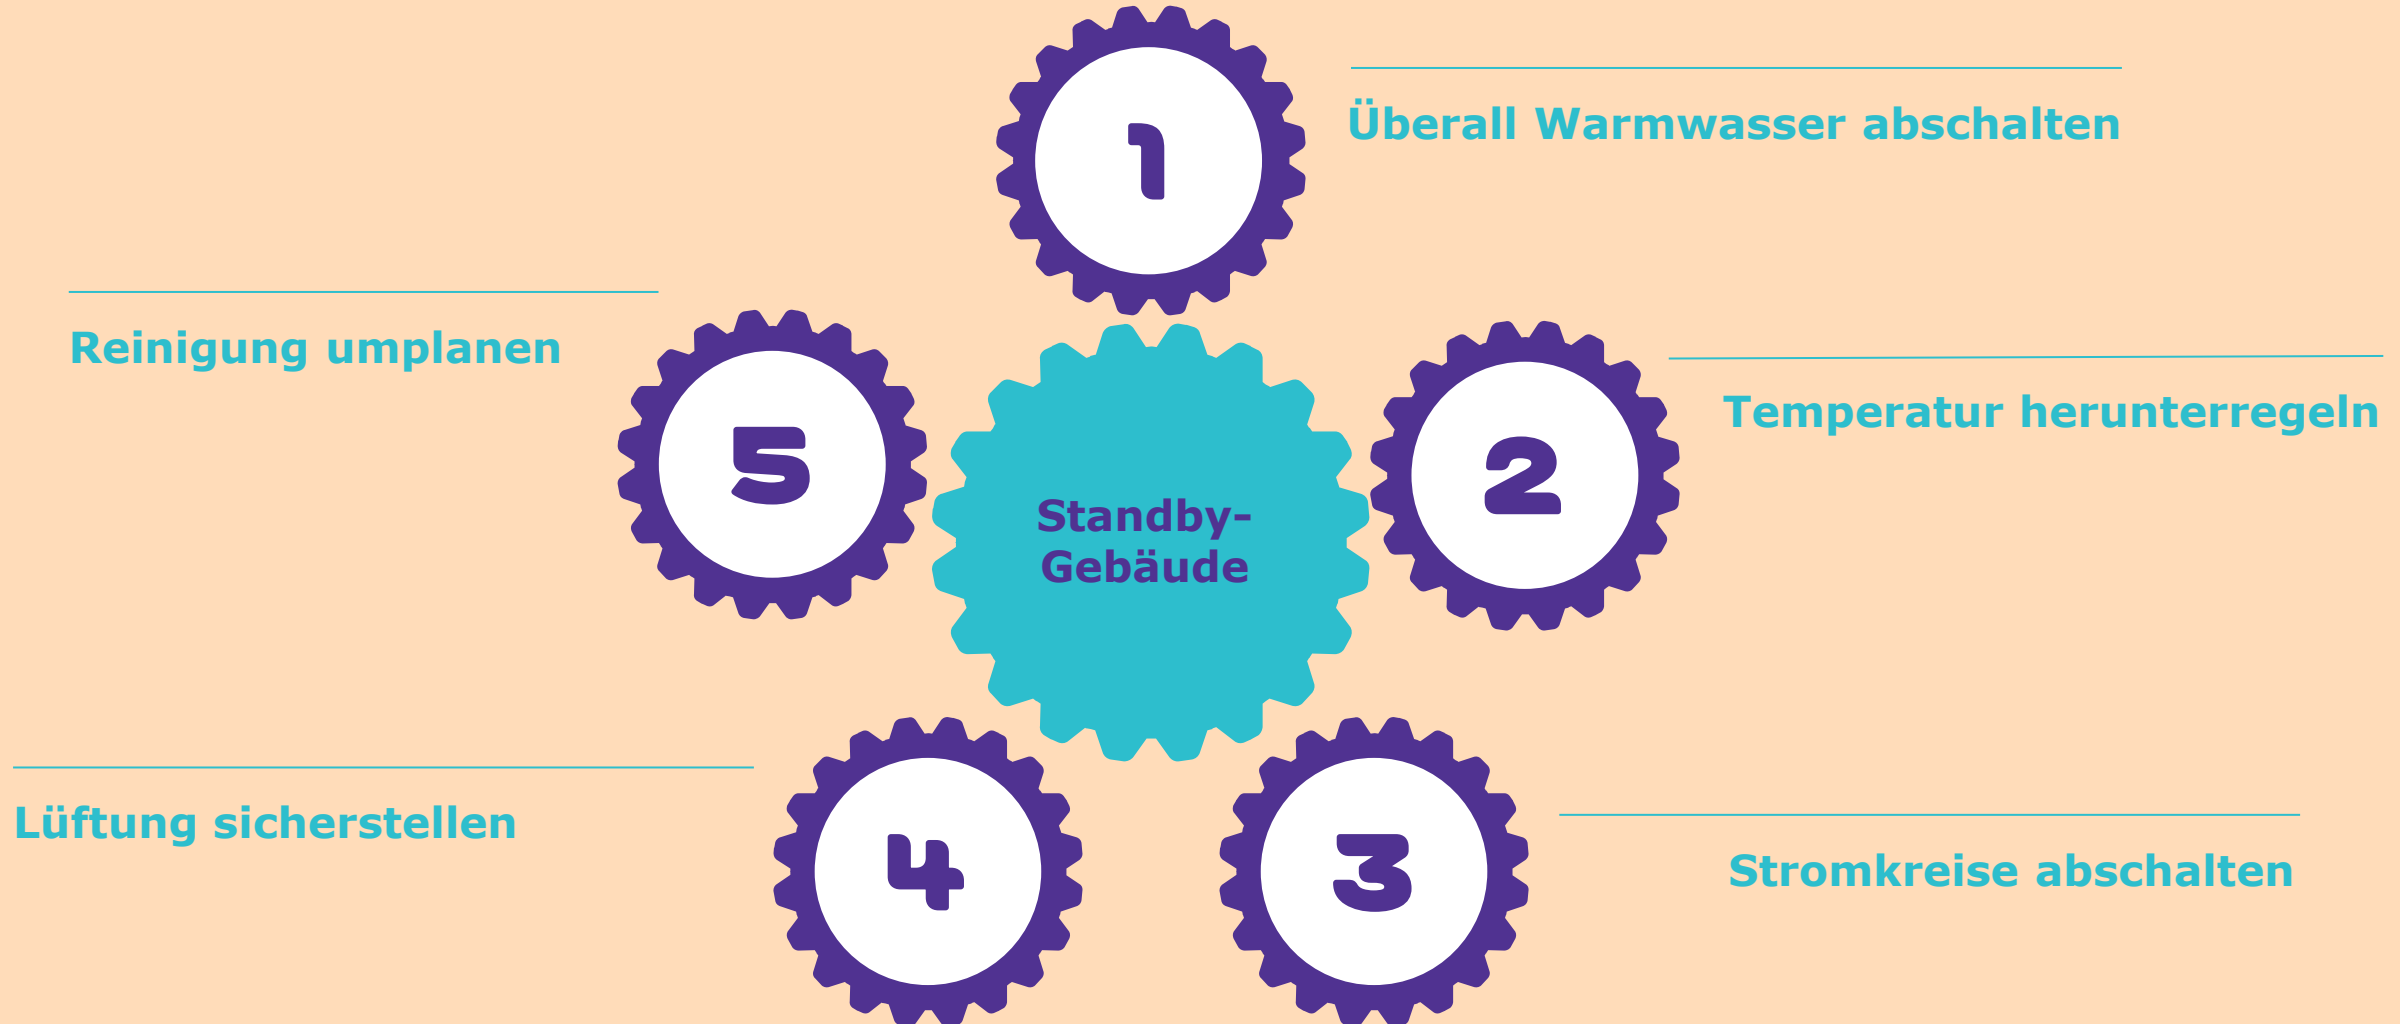 1
Überall Warmwasser abschalten
2
Temperatur herunterregeln
3
Stromkreise abschalten
4
Lüftung sicherstellen
5
Reinigung umplanen
Standby-
Gebäude